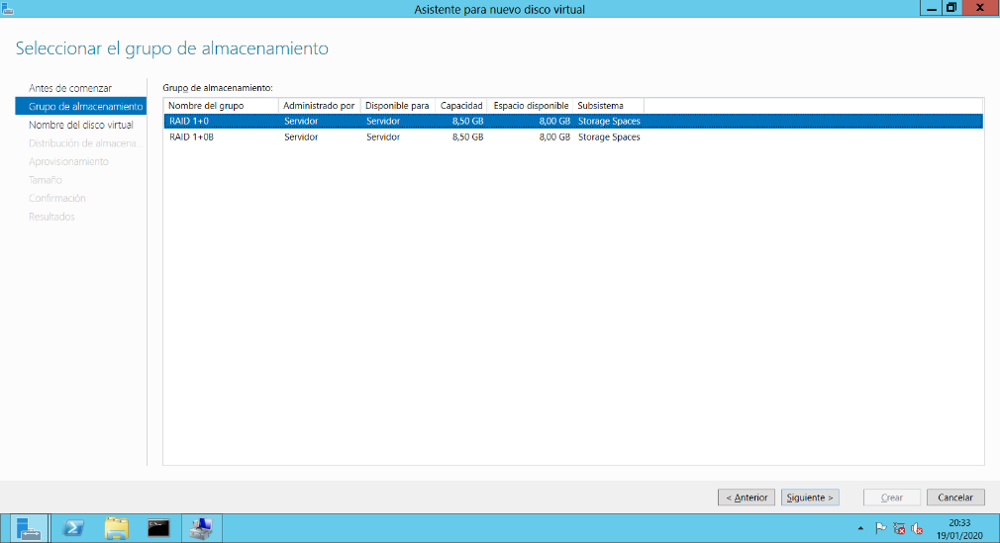 Asistente para nuevo disco virtual
Seleccionar el grupo de almacenamiento
Antes de comenzar
Grupo de almacenamiento
Nombre del disco virtual
Distribución de almacena...
Aprovisionamiento
Tamaño
Confirmación
Resultados
Grupo de almacenamiento:
Nombre del grupo Administrado por Disponible para Capacidad Espacio disponible Subsistema
RAID 1+0 Servidor Servidor 8,50 GB 8,00 GB Storage Spaces
RAID 1+0B Servidor Servidor 8,50 GB 8,00 GB Storage Spaces
< Anterior Siguiente > Crear Cancelar
20:33
19/01/2020